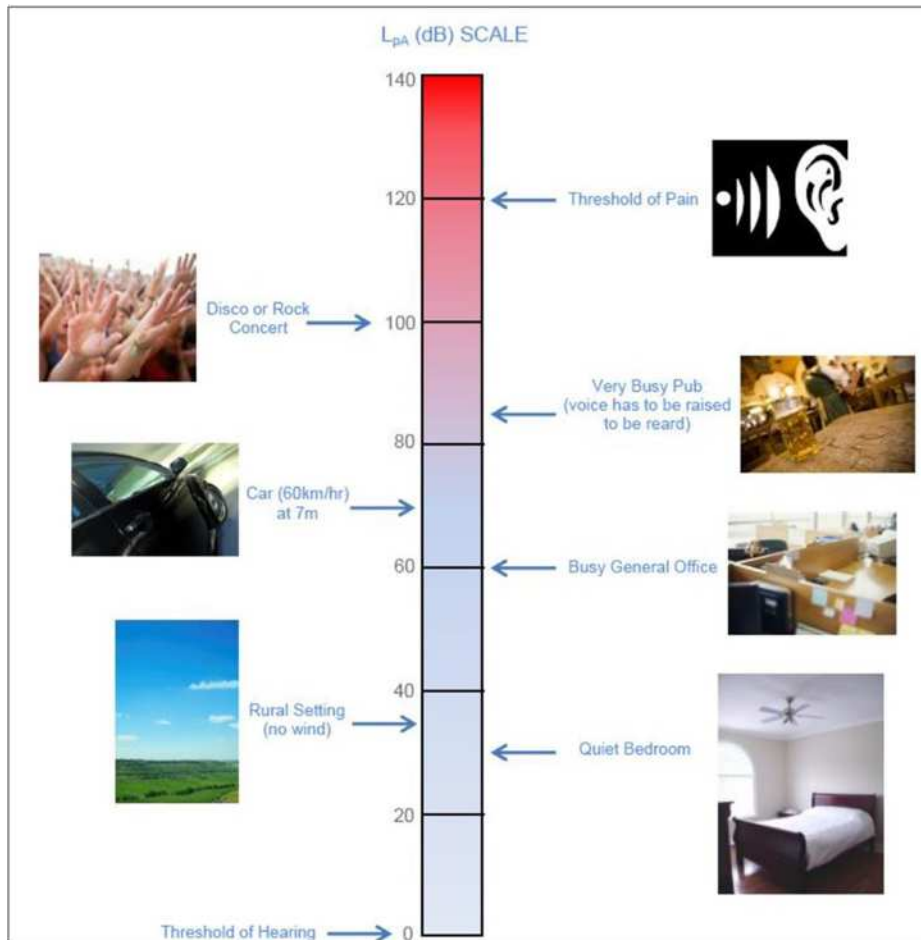 LpA (dB) SCALE
140
Threshold of Pain
120
Disco or Rock
Concert
100
Very Busy Pub
(voice has to be raised
to be reard)
80
Car (60km/hr)
at 7m
60
Busy General Office
40
Rural Setting
(no wind)
Quiet Bedroom
20
Threshold of Hearing
0